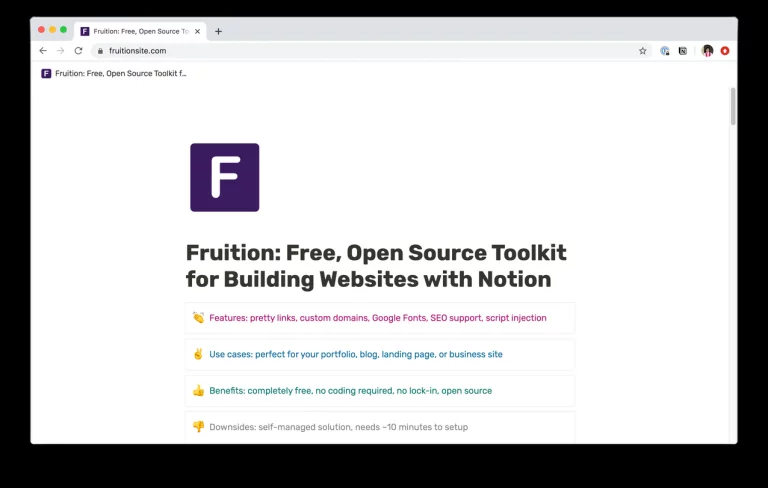 Fruition: Free, Open Source To
fruitionsite.com
F Fruition: Free, Open Source Toolkit f...
F
Fruition: Free, Open Source Toolkit
for Building Websites with Notion
👏 Features: pretty links, custom domains, Google Fonts, SEO support, script injection
✌️ Use cases: perfect for your portfolio, blog, landing page, or business site
👍 Benefits: completely free, no coding required, no lock-in, open source
👎 Downsides: self-managed solution, needs ~10 minutes to setup